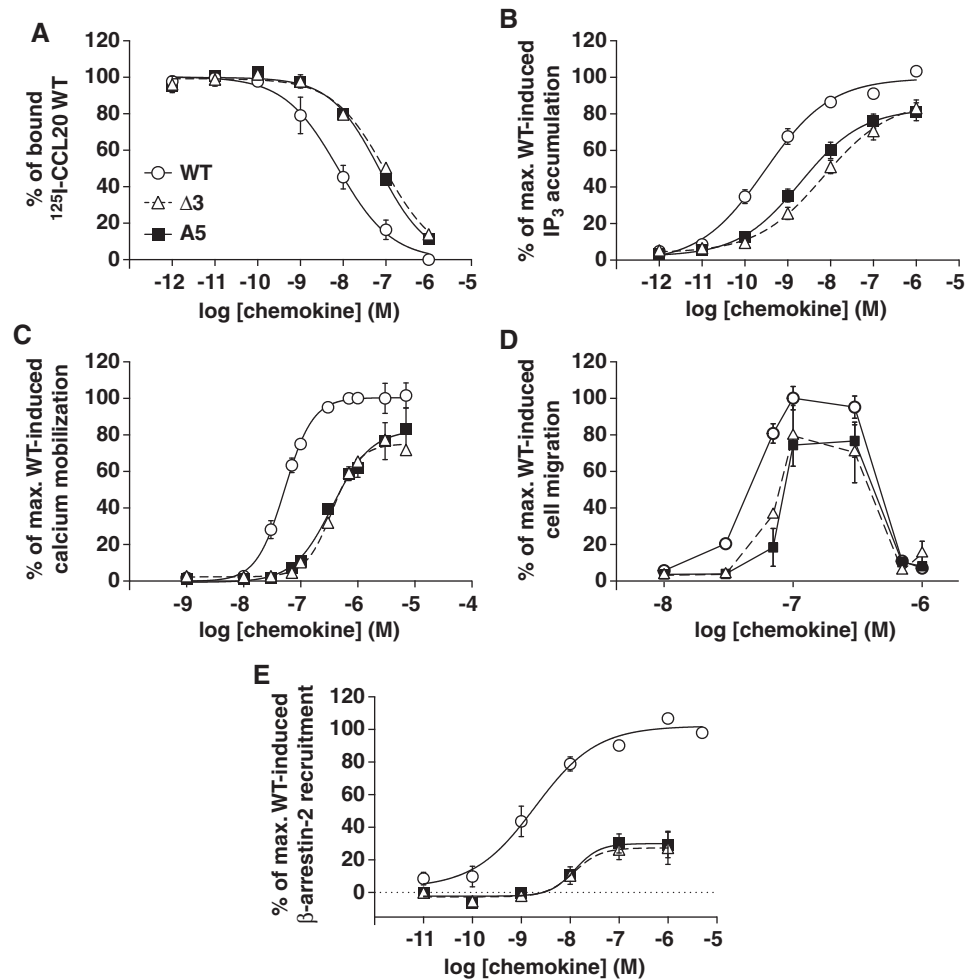 A
120
100
80
60
40
20
0
% of bound
¹²⁵I-CCL20 WT
WT
Δ3
A5
-12 -11 -10 -9 -8 -7 -6 -5
log [chemokine] (M)
B
120
100
80
60
40
20
0
% of max. WT-induced
IP₃ accumulation
-12 -11 -10 -9 -8 -7 -6 -5
log [chemokine] (M)
C
120
100
80
60
40
20
0
% of max. WT-induced
calcium mobilization
-9 -8 -7 -6 -5 -4
log [chemokine] (M)
D
120
100
80
60
40
20
0
% of max. WT-induced
cell migration
-8 -7 -6
log [chemokine] (M)
E
120
100
80
60
40
20
0
% of max. WT-induced
β-arrestin-2 recruitment
-11 -10 -9 -8 -7 -6 -5
log [chemokine] (M)